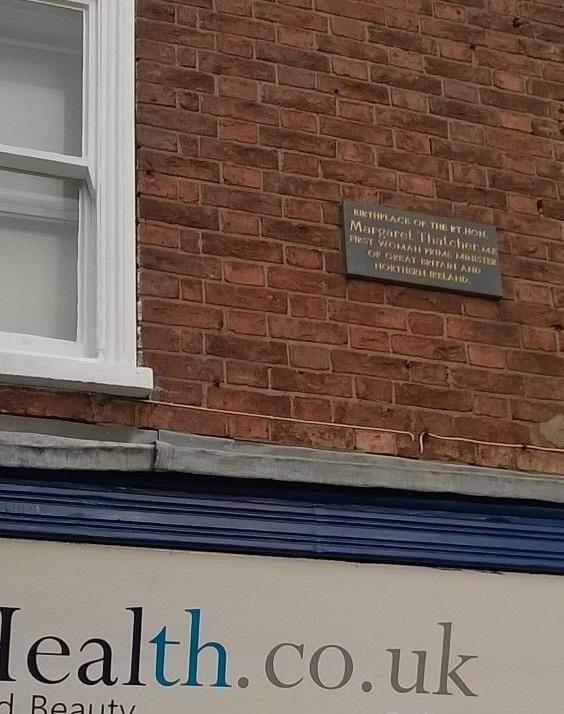 BIRTHPLACE OF THE RT.HON.
Margaret Thatcher, M.P.
FIRST WOMAN PRIME MINISTER
OF GREAT BRITAIN AND
NORTHERN IRELAND.
Health.co.uk
d Beauty